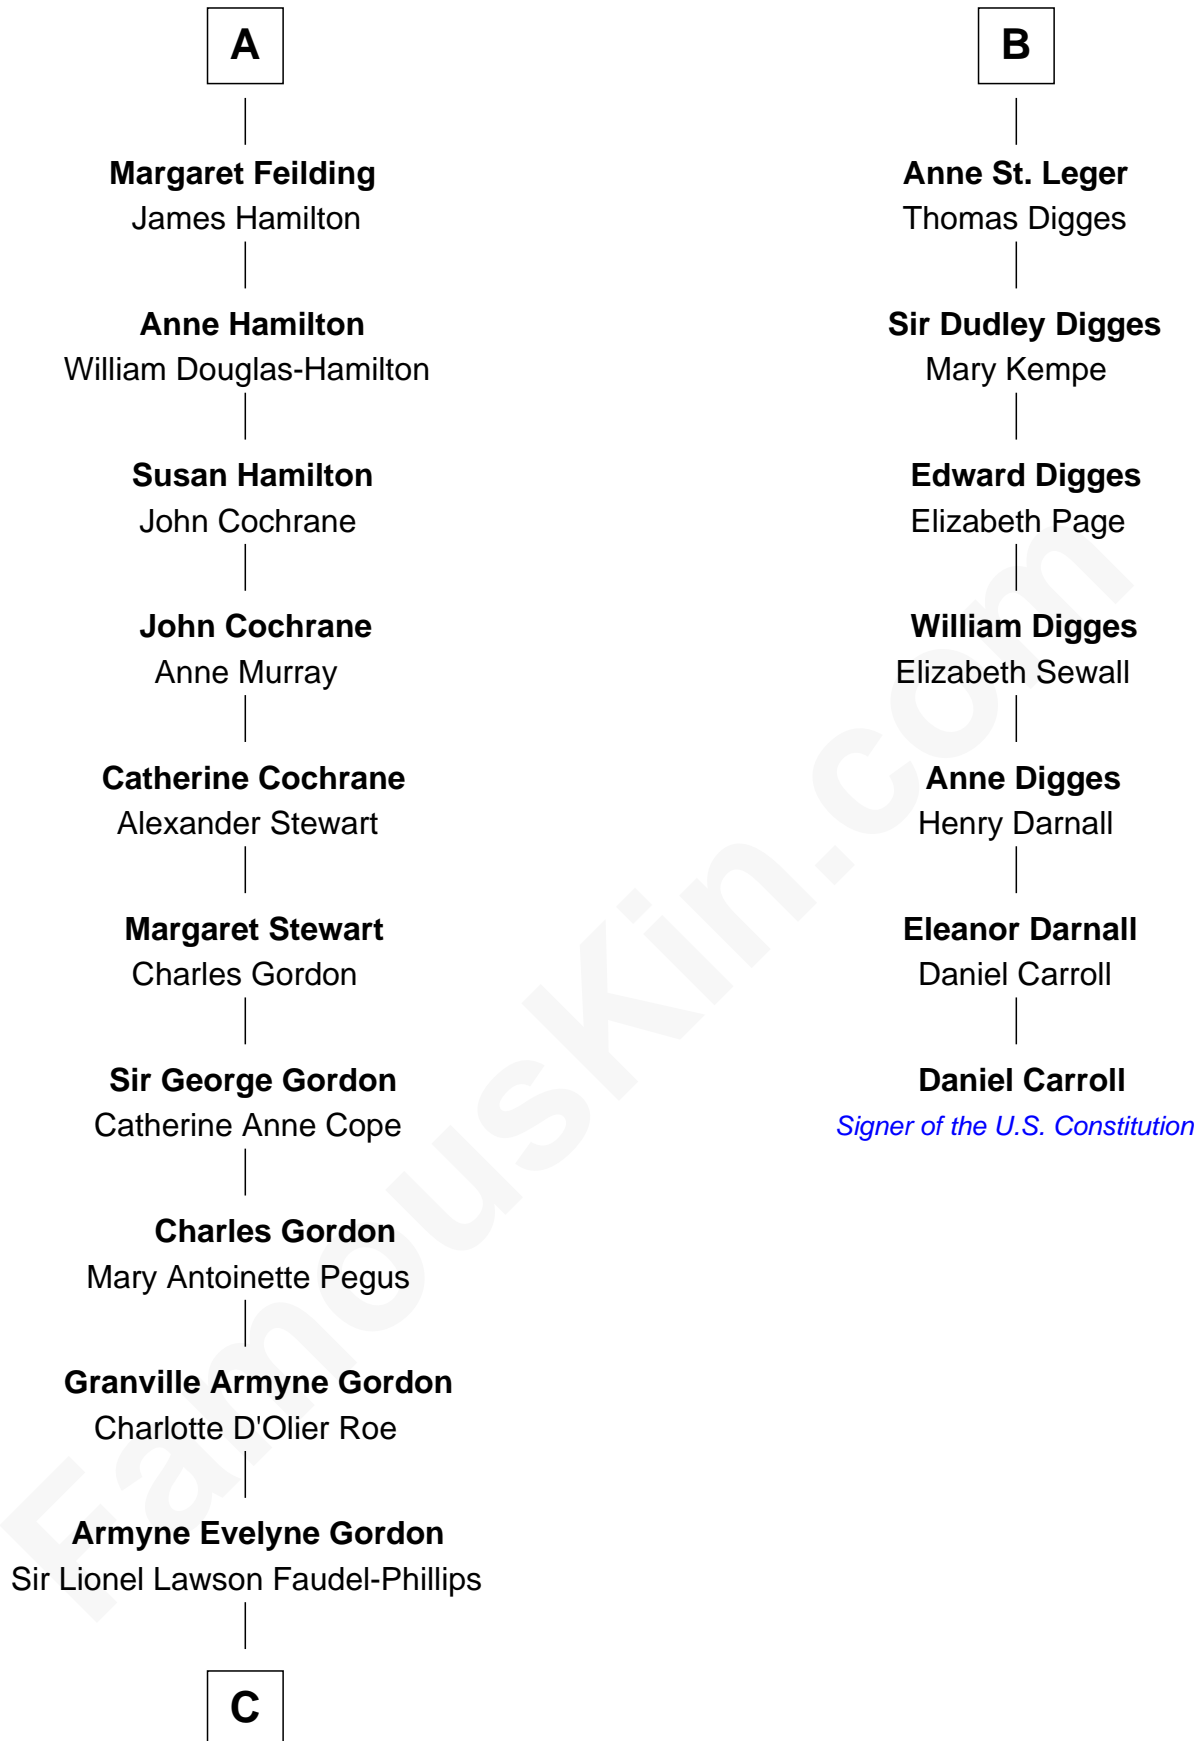 A
Margaret Feilding
James Hamilton
Anne Hamilton
William Douglas-Hamilton
Susan Hamilton
John Cochrane
John Cochrane
Anne Murray
Catherine Cochrane
Alexander Stewart
Margaret Stewart
Charles Gordon
Sir George Gordon
Catherine Anne Cope
Charles Gordon
Mary Antoinette Pegus
Granville Armyne Gordon
Charlotte D'Olier Roe
Armyne Evelyne Gordon
Sir Lionel Lawson Faudel-Phillips
C
B
Anne St. Leger
Thomas Digges
Sir Dudley Digges
Mary Kempe
Edward Digges
Elizabeth Page
William Digges
Elizabeth Sewall
Anne Digges
Henry Darnall
Eleanor Darnall
Daniel Carroll
Daniel Carroll
Signer of the U.S. Constitution
FamousKin.com